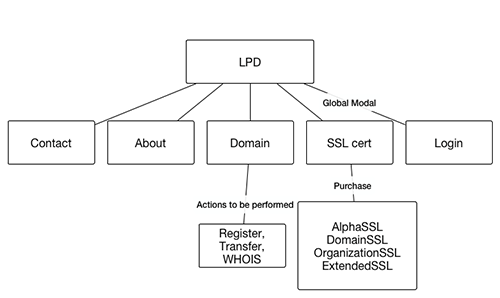 LPD
Global Modal
Contact
About
Domain
SSL cert
Login
Actions to be performed
Purchase
Register,
Transfer,
WHOIS
AlphaSSL
DomainSSL
OrganizationSSL
ExtendedSSL